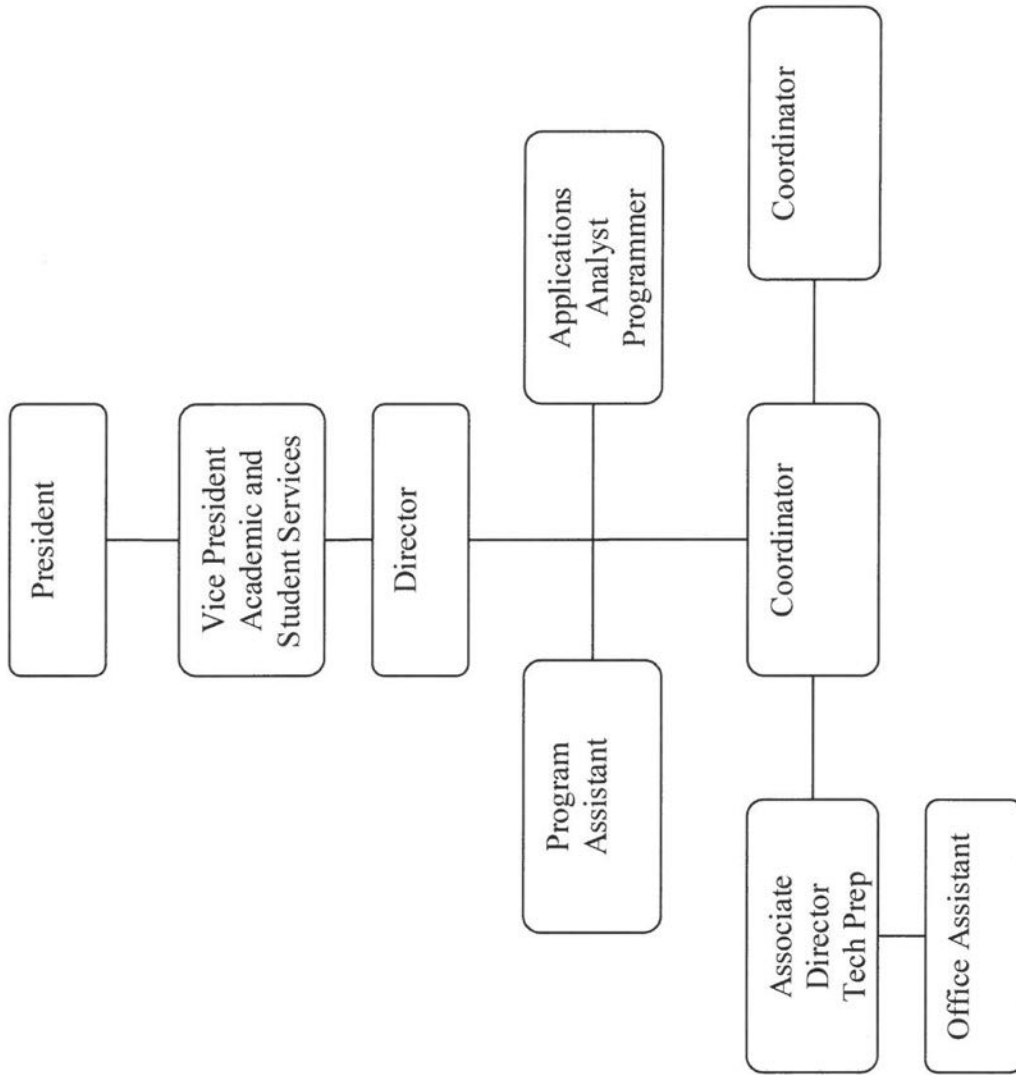 President
Vice President
Academic and
Student Services
Director
Program
Assistant
Applications
Analyst
Programmer
Associate
Director
Tech Prep
Coordinator
Coordinator
Office Assistant